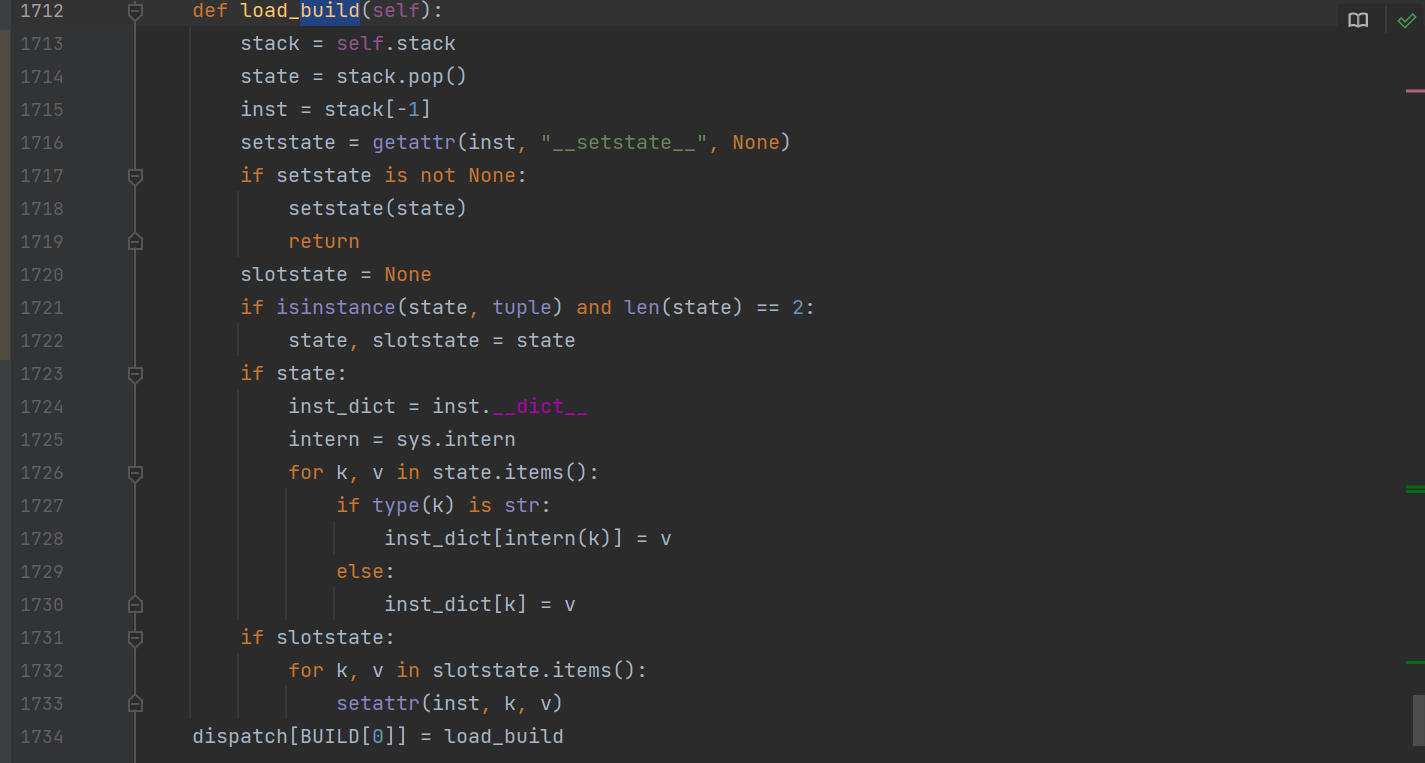 1712 def load_build(self):
1713 stack = self.stack
1714 state = stack.pop()
1715 inst = stack[-1]
1716 setstate = getattr(inst, "__setstate__", None)
1717 if setstate is not None:
1718 setstate(state)
1719 return
1720 slotstate = None
1721 if isinstance(state, tuple) and len(state) == 2:
1722 state, slotstate = state
1723 if state:
1724 inst_dict = inst.__dict__
1725 intern = sys.intern
1726 for k, v in state.items():
1727 if type(k) is str:
1728 inst_dict[intern(k)] = v
1729 else:
1730 inst_dict[k] = v
1731 if slotstate:
1732 for k, v in slotstate.items():
1733 setattr(inst, k, v)
1734 dispatch[BUILD[0]] = load_build